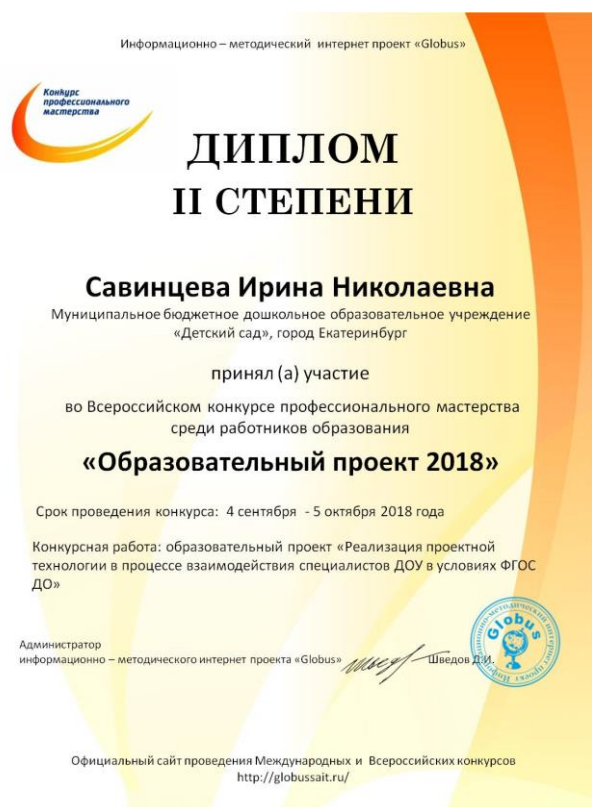 Информационно – методический интернет проект «Globus»
Конкурс
профессионального
мастерства
ДИПЛОМ
II СТЕПЕНИ
Савинцева Ирина Николаевна
Муниципальное бюджетное дошкольное образовательное учреждение
«Детский сад», город Екатеринбург
принял (а) участие
во Всероссийском конкурсе профессионального мастерства
среди работников образования
«Образовательный проект 2018»
Срок проведения конкурса: 4 сентября - 5 октября 2018 года
Конкурсная работа: образовательный проект «Реализация проектной
технологии в процессе взаимодействия специалистов ДОУ в условиях ФГОС
ДО»
Администратор
информационно – методического интернет проекта «Globus» Шведов Д.И.
Globus
Информационно-методический интернет проект
Официальный сайт проведения Международных и Всероссийских конкурсов
http://globussait.ru/